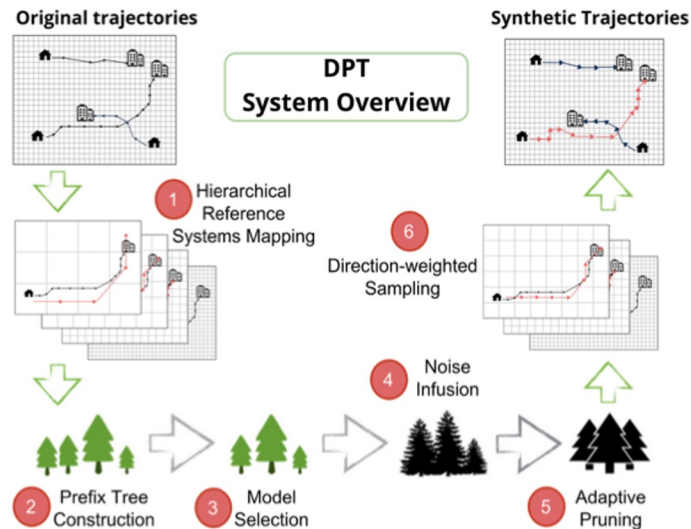 Original trajectories
DPT
System Overview
Synthetic Trajectories
1
Hierarchical
Reference
Systems Mapping
6
Direction-weighted
Sampling
4
Noise
Infusion
2
Prefix Tree
Construction
3
Model
Selection
5
Adaptive
Pruning